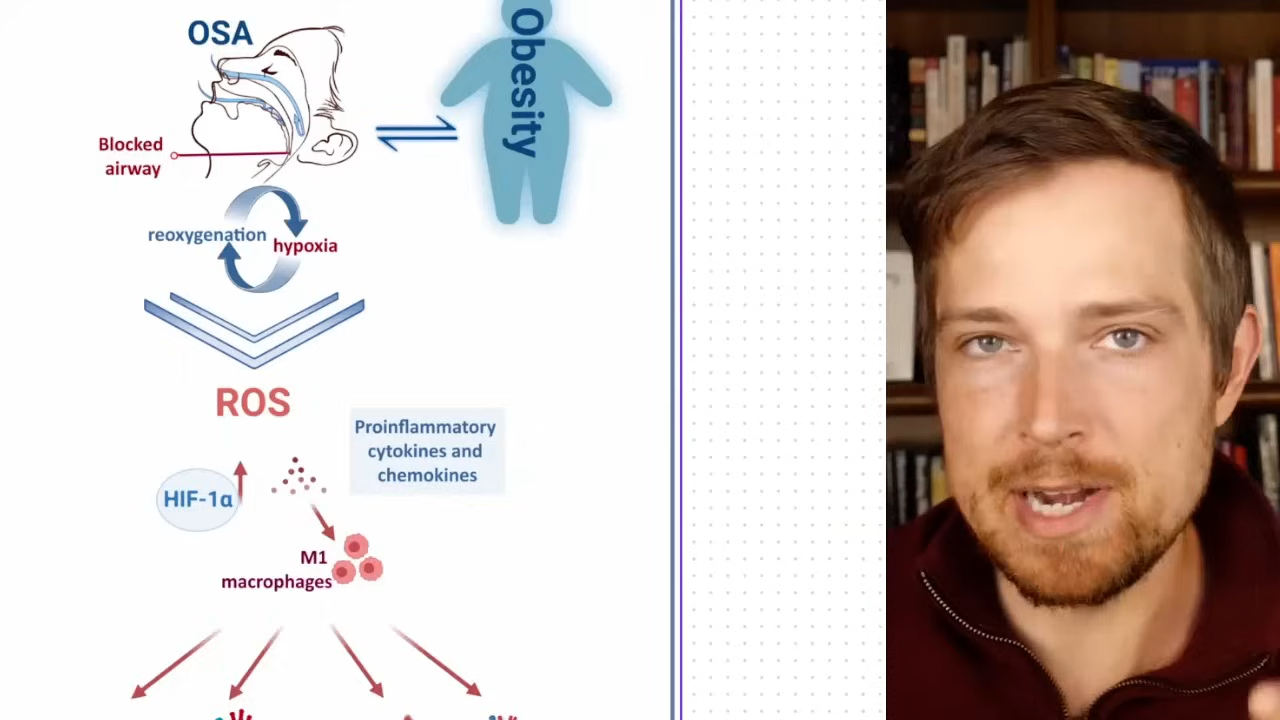 OSA
Obesity
Blocked
airway
reoxygenation
hypoxia
ROS
Proinflammatory
cytokines and
chemokines
HIF-1α
M1
macrophages